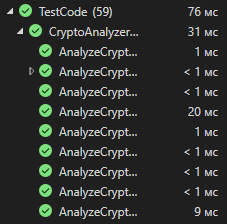 TestCode (59) 76 мс
CryptoAnalyzer... 31 мс
AnalyzeCrypt... 1 мс
AnalyzeCrypt... < 1 мс
AnalyzeCrypt... < 1 мс
AnalyzeCrypt... 20 мс
AnalyzeCrypt... 1 мс
AnalyzeCrypt... < 1 мс
AnalyzeCrypt... < 1 мс
AnalyzeCrypt... < 1 мс
AnalyzeCrypt... 9 мс